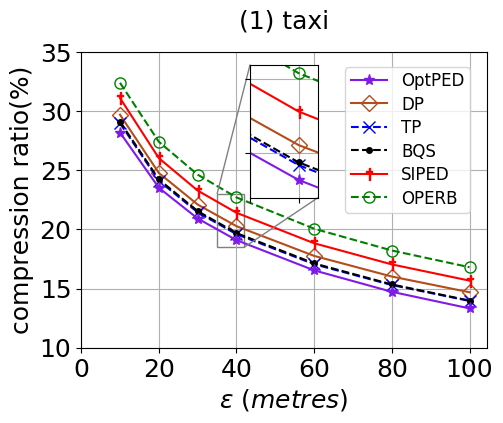 (1) taxi
compression ratio(%)
35
30
25
20
15
10
0 20 40 60 80 100
ε (metres)
OptPED
DP
TP
BQS
SIPED
OPERB